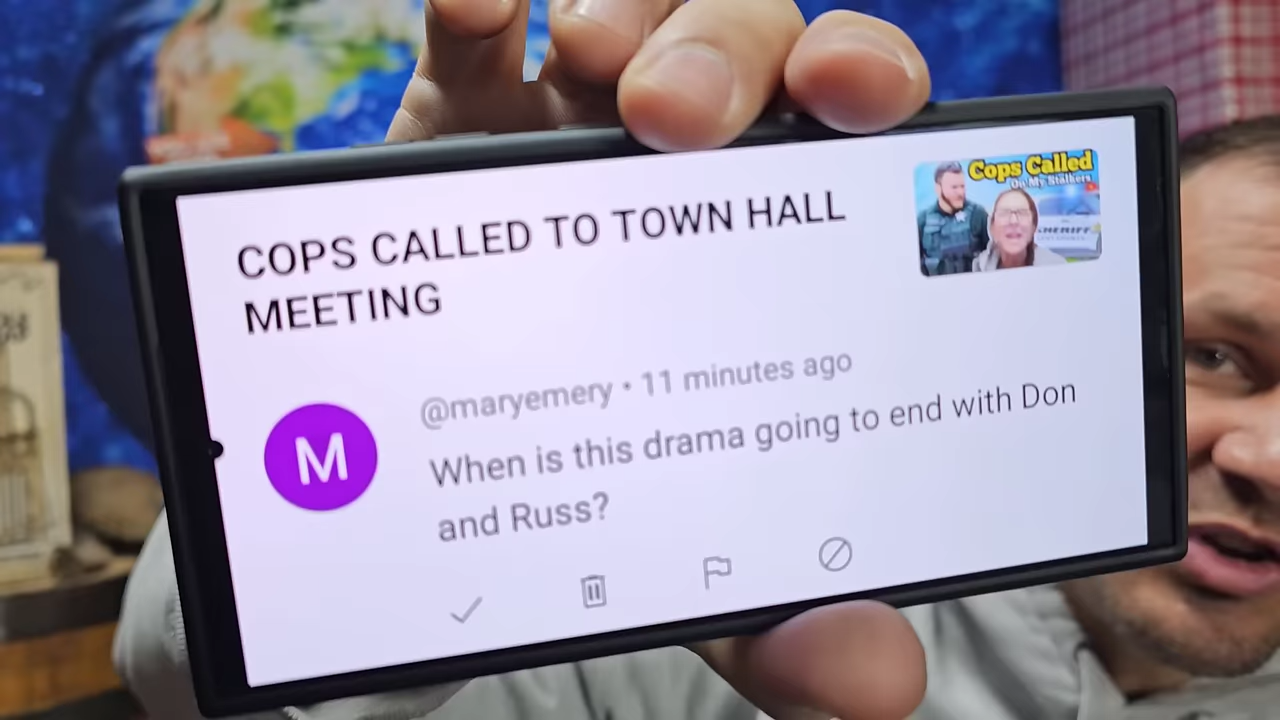 COPS CALLED TO TOWN HALL
MEETING
Cops Called
On My Stalkers
SHERIFF
@maryemery • 11 minutes ago
M
When is this drama going to end with Don
and Russ?